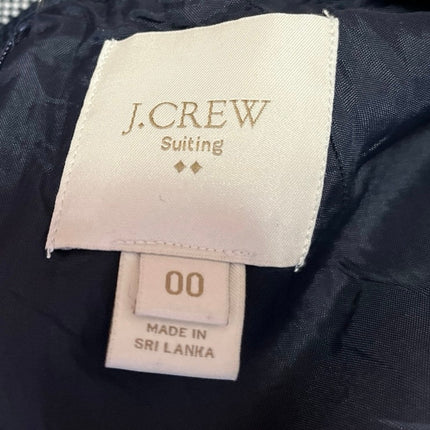 J.CREW
Suiting
00
MADE IN
SRI LANKA